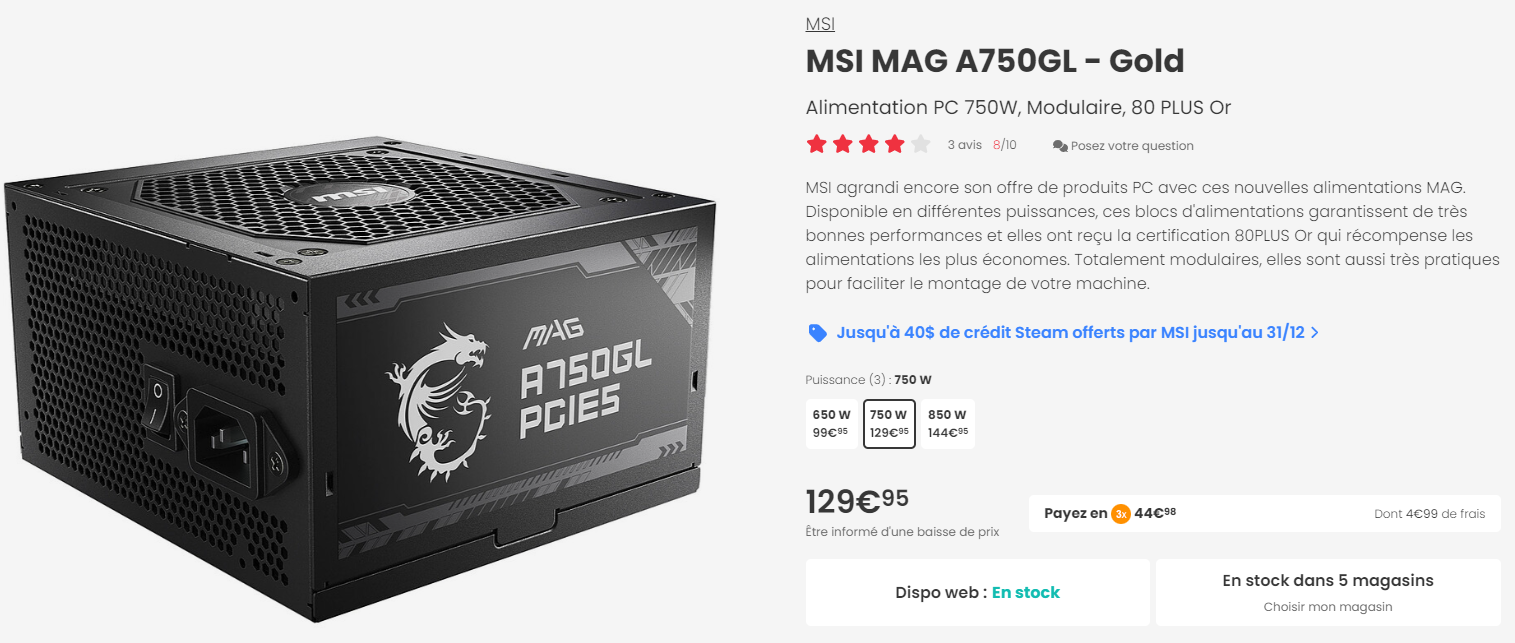 MSI
MSI MAG A750GL - Gold
Alimentation PC 750W, Modulaire, 80 PLUS Or
3 avis 8/10 Posez votre question
MSI agrandi encore son offre de produits PC avec ces nouvelles alimentations MAG.
Disponible en différentes puissances, ces blocs d'alimentations garantissent de très
bonnes performances et elles ont reçu la certification 80PLUS Or qui récompense les
alimentations les plus économes. Totalement modulaires, elles sont aussi très pratiques
pour faciliter le montage de votre machine.
Jusqu'à 40$ de crédit Steam offerts par MSI jusqu'au 31/12 >
Puissance (3) : 750 W
650 W 750 W 850 W
99€95 129€95 144€95
129€95
Être informé d'une baisse de prix
Payez en 3x 44€98 Dont 4€99 de frais
Dispo web : En stock
En stock dans 5 magasins
Choisir mon magasin
msi
MAG
A750GL
PCIE5